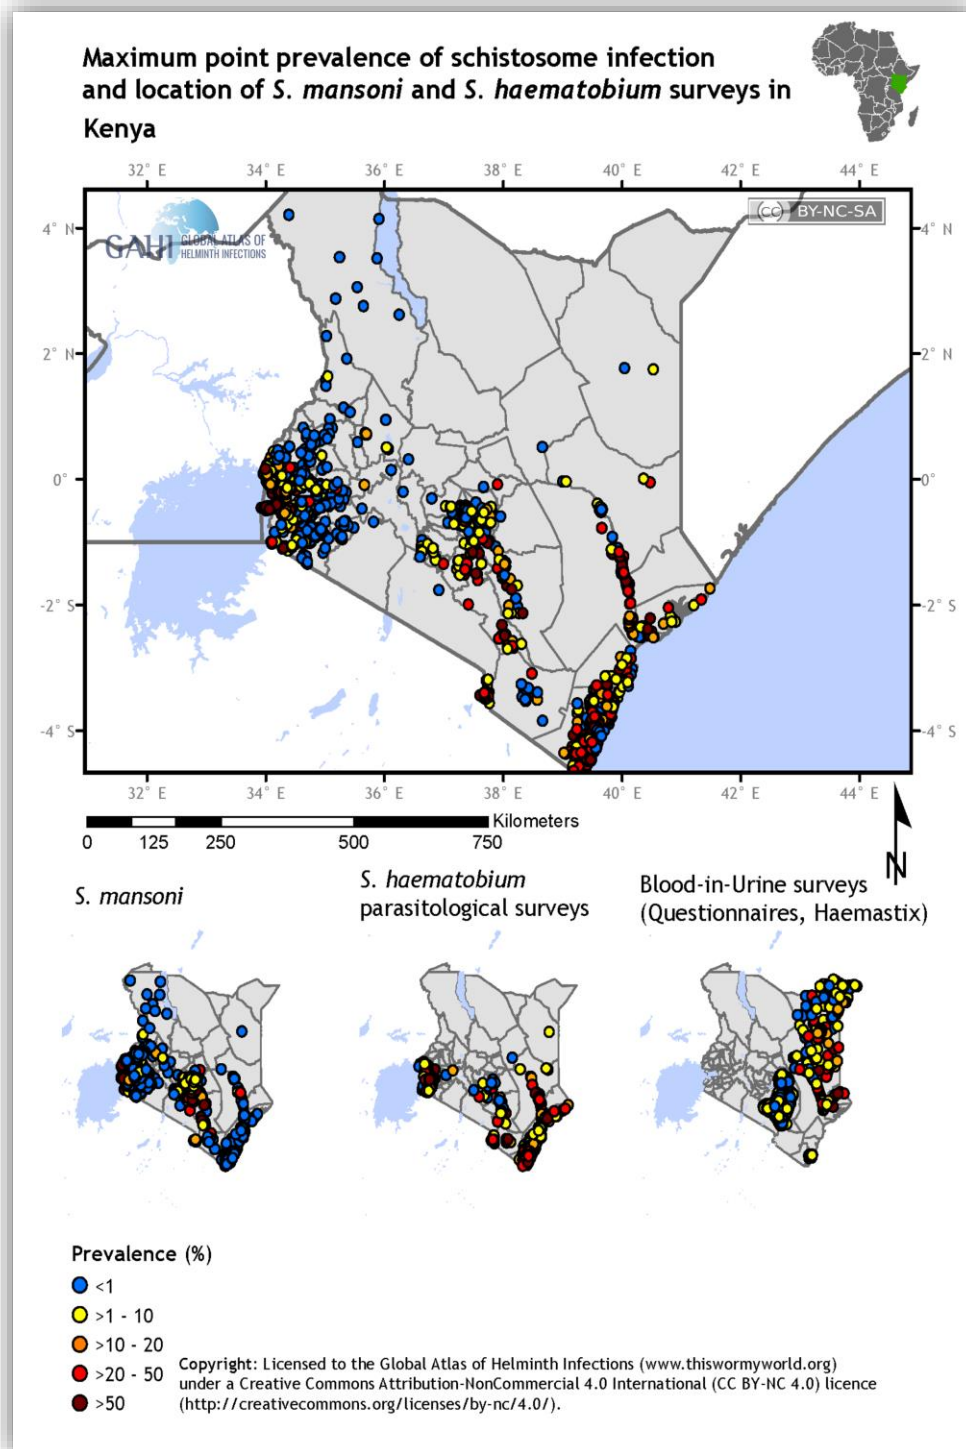 Maximum point prevalence of schistosome infection
and location of S. mansoni and S. haematobium surveys in
Kenya
32° E 34° E 36° E 38° E 40° E 42° E 44° E
GAHI GLOBAL ATLAS OF
HELMINTH INFECTIONS
cc BY-NC-SA
4° N 4° N
2° N 2° N
0° 0°
-2° S -2° S
-4° S -4° S
32° E 34° E 36° E 38° E 40° E 42° E 44° E
Kilometers
0 125 250 500 750
N
S. mansoni
S. haematobium
parasitological surveys
Blood-in-Urine surveys
(Questionnaires, Haemastix)
Prevalence (%)
<1
>1 - 10
>10 - 20
>20 - 50
>50
Copyright: Licensed to the Global Atlas of Helminth Infections (www.thiswormyworld.org)
under a Creative Commons Attribution-NonCommercial 4.0 International (CC BY-NC 4.0) licence
(http://creativecommons.org/licenses/by-nc/4.0/).